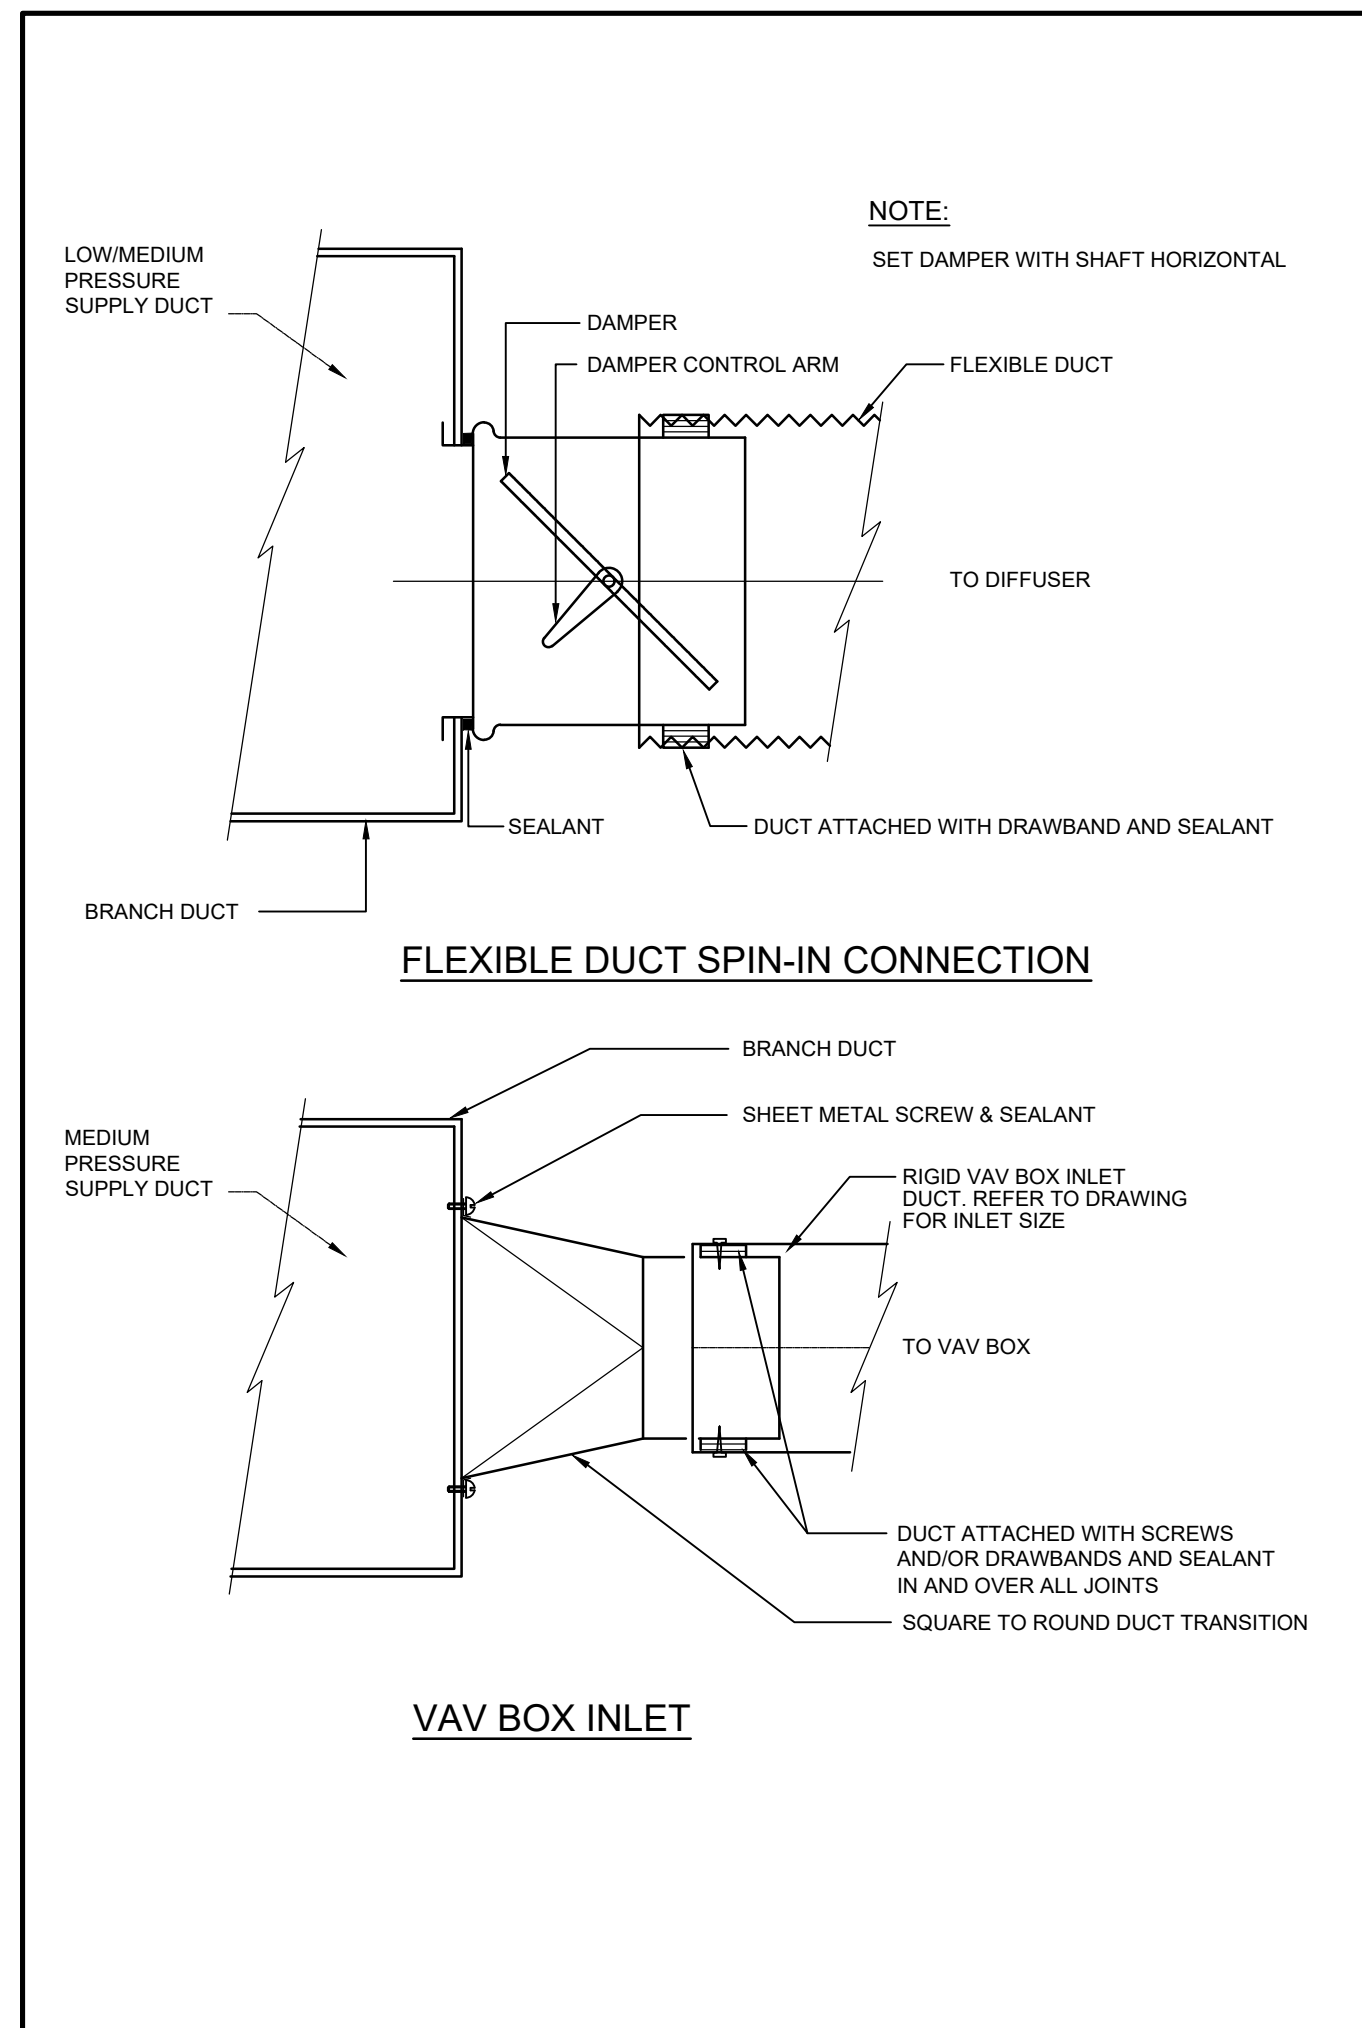 NOTE:
SET DAMPER WITH SHAFT HORIZONTAL
LOW/MEDIUM
PRESSURE
SUPPLY DUCT
DAMPER
DAMPER CONTROL ARM
FLEXIBLE DUCT
TO DIFFUSER
SEALANT
DUCT ATTACHED WITH DRAWBAND AND SEALANT
BRANCH DUCT
FLEXIBLE DUCT SPIN-IN CONNECTION
BRANCH DUCT
SHEET METAL SCREW & SEALANT
MEDIUM
PRESSURE
SUPPLY DUCT
RIGID VAV BOX INLET
DUCT. REFER TO DRAWING
FOR INLET SIZE
TO VAV BOX
DUCT ATTACHED WITH SCREWS
AND/OR DRAWBANDS AND SEALANT
IN AND OVER ALL JOINTS
SQUARE TO ROUND DUCT TRANSITION
VAV BOX INLET